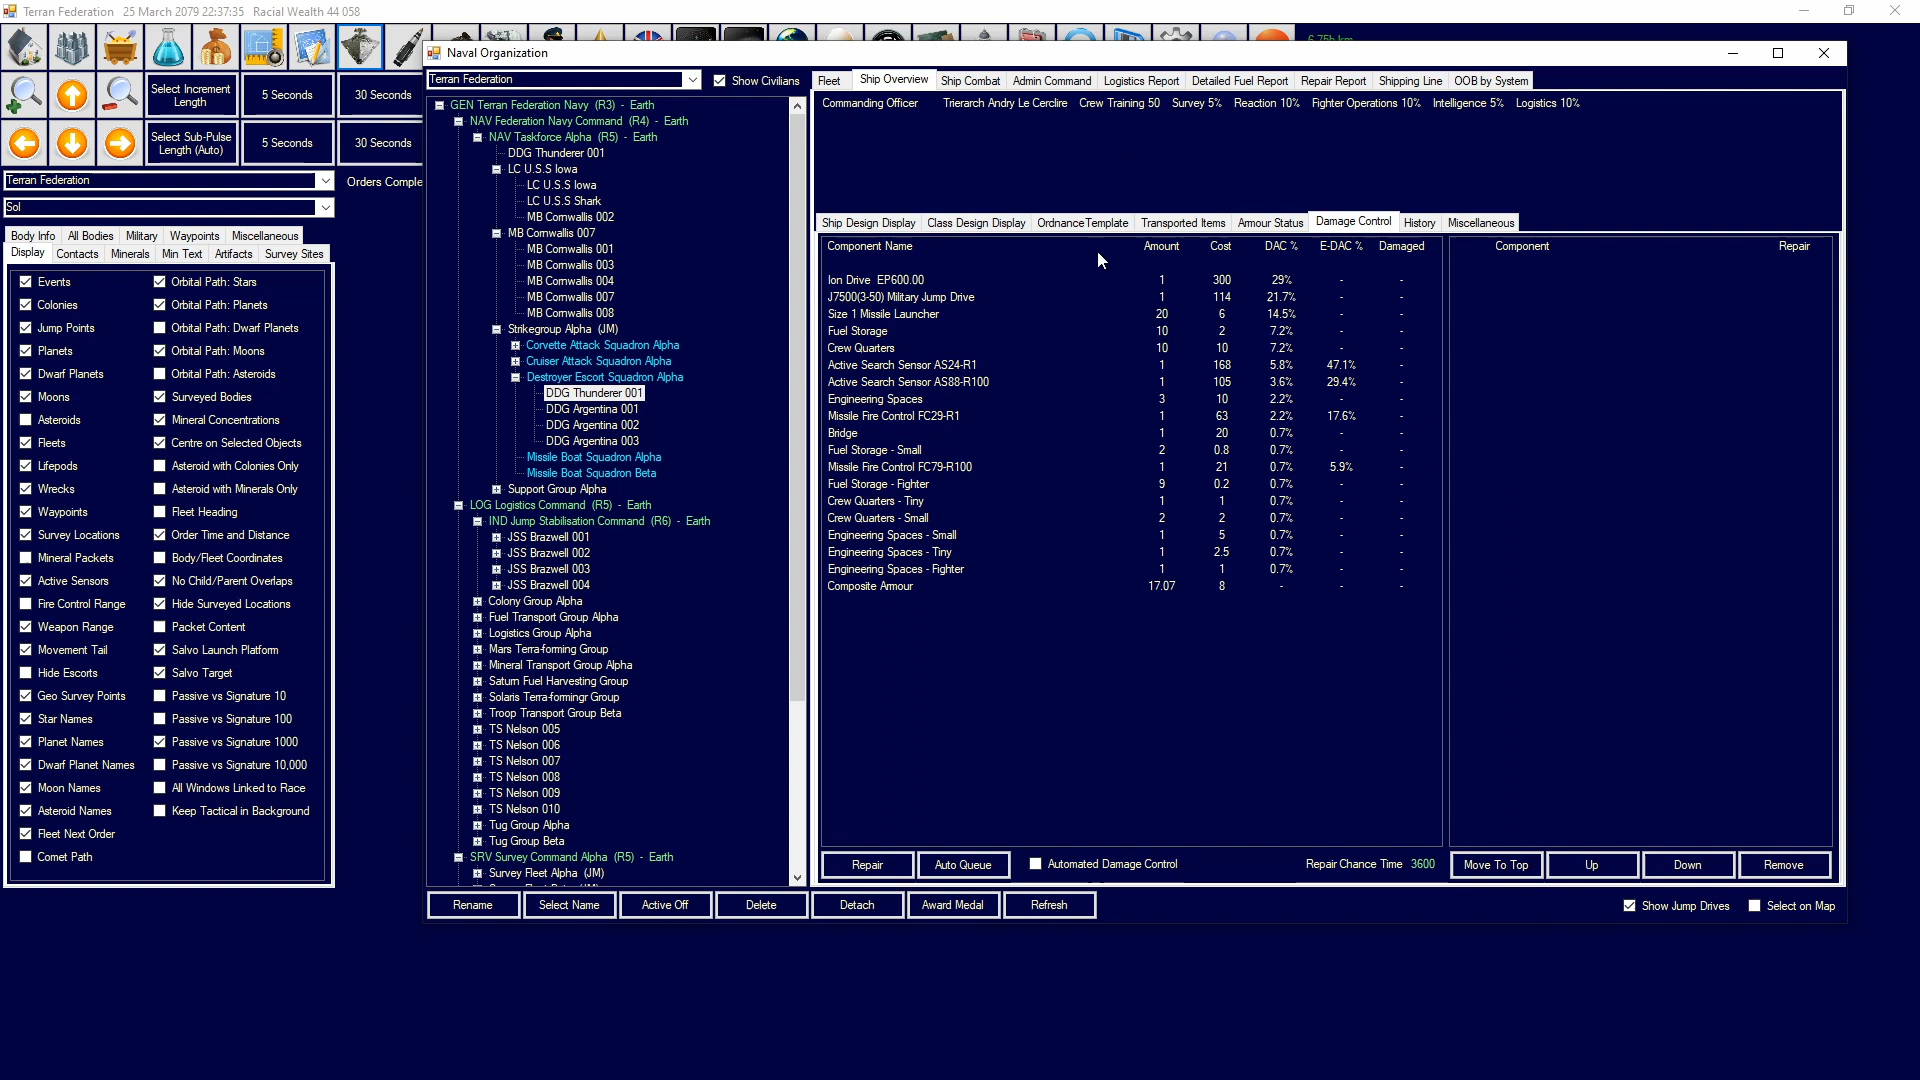 Terran Federation   25 March 2079 22:37:35   Racial Wealth 44 058
Naval Organization
Select Increment Length
5 Seconds
30 Seconds
Select Sub-Pulse Length (Auto)
5 Seconds
30 Seconds
Terran Federation
Orders Comple
Sol
Body Info   All Bodies   Military   Waypoints   Miscellaneous
Display   Contacts   Minerals   Min Text   Artifacts   Survey Sites
Events   Orbital Path: Stars
Colonies   Orbital Path: Planets
Jump Points   Orbital Path: Dwarf Planets
Planets   Orbital Path: Moons
Dwarf Planets   Orbital Path: Asteroids
Moons   Surveyed Bodies
Asteroids   Mineral Concentrations
Fleets   Centre on Selected Objects
Lifepods   Asteroid with Colonies Only
Wrecks   Asteroid with Minerals Only
Waypoints   Fleet Heading
Survey Locations   Order Time and Distance
Mineral Packets   Body/Fleet Coordinates
Active Sensors   No Child/Parent Overlaps
Fire Control Range   Hide Surveyed Locations
Weapon Range   Packet Content
Movement Tail   Salvo Launch Platform
Hide Escorts   Salvo Target
Geo Survey Points   Passive vs Signature 10
Star Names   Passive vs Signature 100
Planet Names   Passive vs Signature 1000
Dwarf Planet Names   Passive vs Signature 10,000
Moon Names   All Windows Linked to Race
Asteroid Names   Keep Tactical in Background
Fleet Next Order
Comet Path
Terran Federation   Show Civilians
GEN Terran Federation Navy (R3) - Earth
NAV Federation Navy Command (R4) - Earth
NAV Taskforce Alpha (R5) - Earth
DDG Thunderer 001
LC U.S.S Iowa
LC U.S.S Iowa
LC U.S.S Shark
MB Cornwallis 002
MB Cornwallis 007
MB Cornwallis 001
MB Cornwallis 003
MB Cornwallis 004
MB Cornwallis 007
MB Cornwallis 008
Strikegroup Alpha (JM)
Corvette Attack Squadron Alpha
Cruiser Attack Squadron Alpha
Destroyer Escort Squadron Alpha
DDG Thunderer 001
DDG Argentina 001
DDG Argentina 002
DDG Argentina 003
Missile Boat Squadron Alpha
Missile Boat Squadron Beta
Support Group Alpha
LOG Logistics Command (R5) - Earth
IND Jump Stabilisation Command (R6) - Earth
JSS Brazwell 001
JSS Brazwell 002
JSS Brazwell 003
JSS Brazwell 004
Colony Group Alpha
Fuel Transport Group Alpha
Logistics Group Alpha
Mars Terra-forming Group
Mineral Transport Group Alpha
Saturn Fuel Harvesting Group
Solaris Terra-formingr Group
Troop Transport Group Beta
TS Nelson 005
TS Nelson 006
TS Nelson 007
TS Nelson 008
TS Nelson 009
TS Nelson 010
Tug Group Alpha
Tug Group Beta
SRV Survey Command Alpha (R5) - Earth
Survey Fleet Alpha (JM)
Fleet   Ship Overview   Ship Combat   Admin Command   Logistics Report   Detailed Fuel Report   Repair Report   Shipping Line   OOB by System
Commanding Officer   Trierarch Andry Le Cerclire   Crew Training 50   Survey 5%   Reaction 10%   Fighter Operations 10%   Intelligence 5%   Logistics 10%
Ship Design Display   Class Design Display   Ordnance Template   Transported Items   Armour Status   Damage Control   History   Miscellaneous
Component Name   Amount   Cost   DAC %   E-DAC %   Damaged   Component   Repair
Ion Drive EP600.00   1   300   29%   -   -
J7500(3-50) Military Jump Drive   1   114   21.7%   -   -
Size 1 Missile Launcher   20   6   14.5%   -   -
Fuel Storage   10   2   7.2%   -   -
Crew Quarters   10   10   7.2%   -   -
Active Search Sensor AS24-R1   1   168   5.8%   47.1%   -
Active Search Sensor AS88-R100   1   105   3.6%   29.4%   -
Engineering Spaces   3   10   2.2%   -   -
Missile Fire Control FC29-R1   1   63   2.2%   17.6%   -
Bridge   1   20   0.7%   -   -
Fuel Storage - Small   2   0.8   0.7%   -   -
Missile Fire Control FC79-R100   1   21   0.7%   5.9%   -
Fuel Storage - Fighter   9   0.2   0.7%   -   -
Crew Quarters - Tiny   1   1   0.7%   -   -
Crew Quarters - Small   2   2   0.7%   -   -
Engineering Spaces - Small   1   5   0.7%   -   -
Engineering Spaces - Tiny   1   2.5   0.7%   -   -
Engineering Spaces - Fighter   1   1   0.7%   -   -
Composite Armour   17.07   8   -   -   -
Repair   Auto Queue   Automated Damage Control   Repair Chance Time   3600   Move To Top   Up   Down   Remove
Rename   Select Name   Active Off   Delete   Detach   Award Medal   Refresh   Show Jump Drives   Select on Map